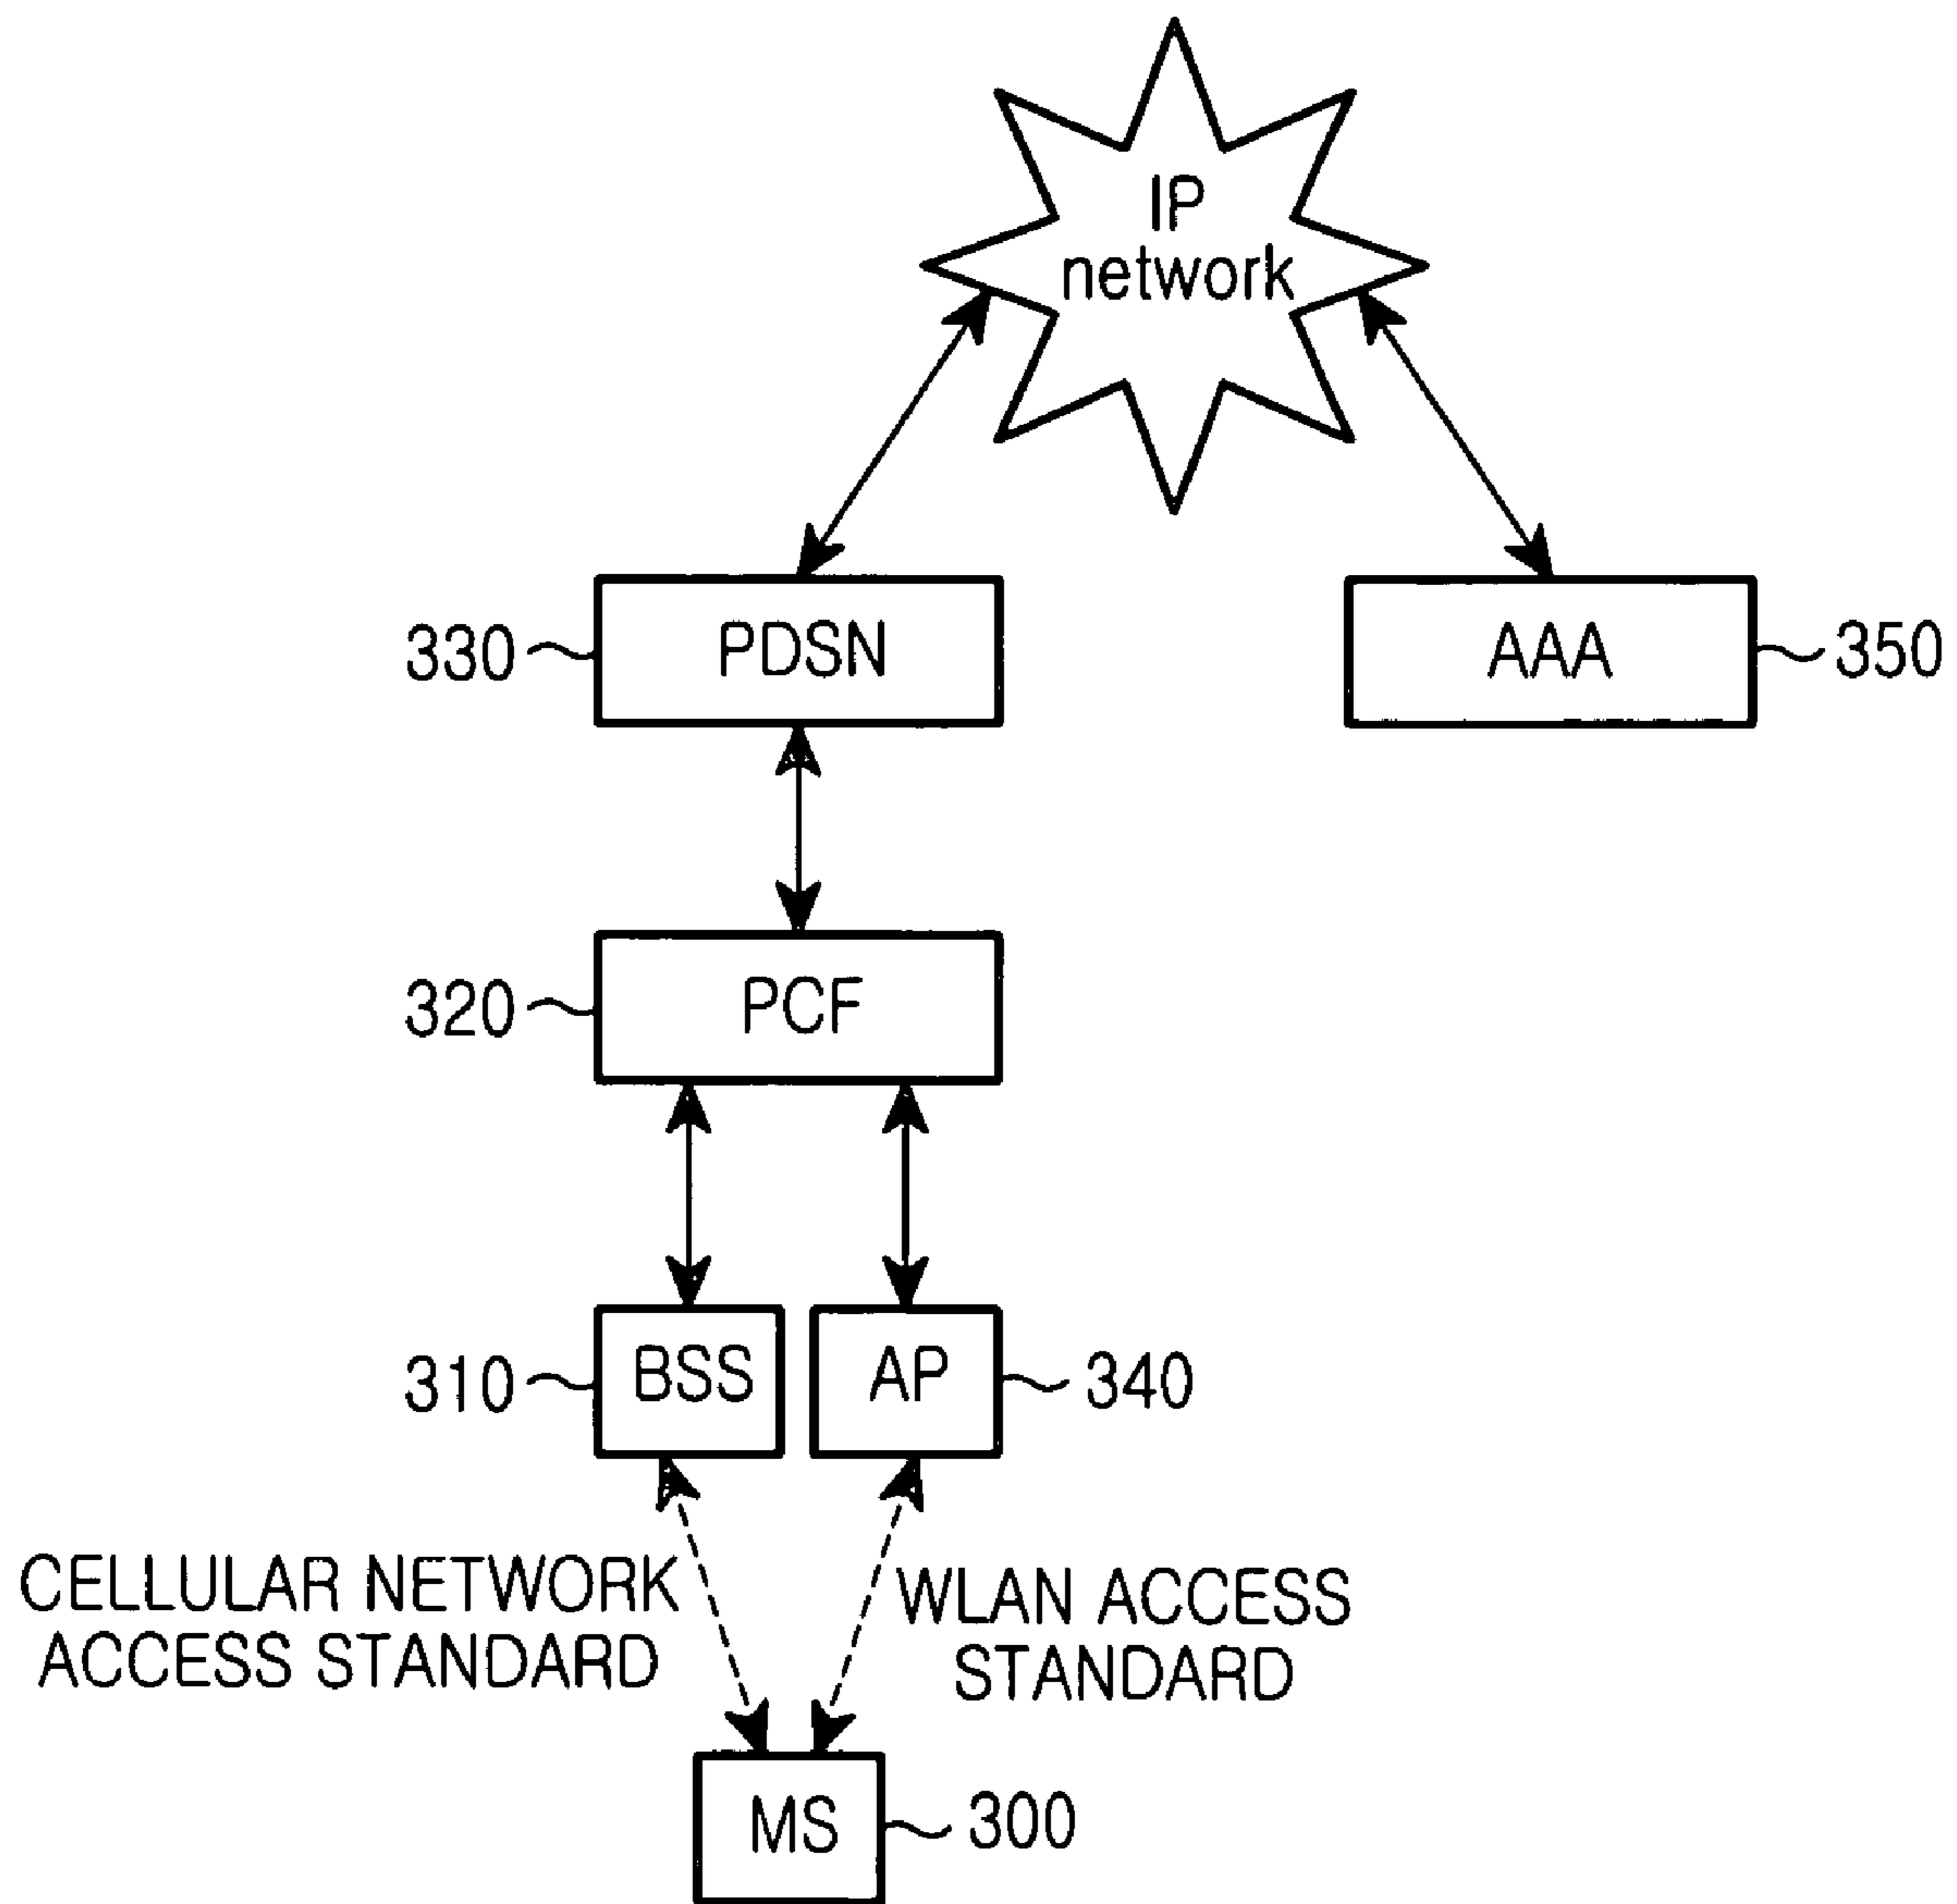 IP
network
330
PDSN
AAA
350
320
PCF
310
BSS
AP
340
CELLULAR NETWORK
ACCESS STANDARD
WLAN ACCESS
STANDARD
MS
300